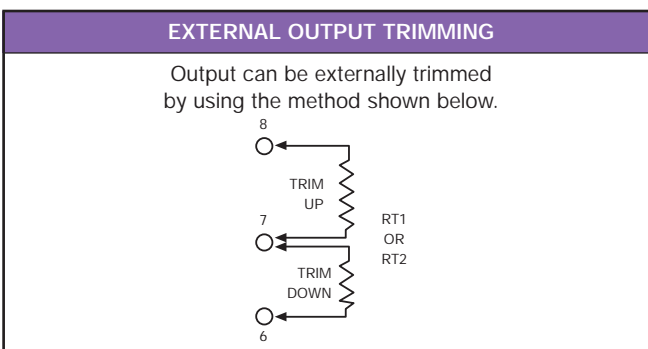 EXTERNAL OUTPUT TRIMMING
Output can be externally trimmed
by using the method shown below.
8
TRIM
UP
7
RT1
OR
RT2
TRIM
DOWN
6